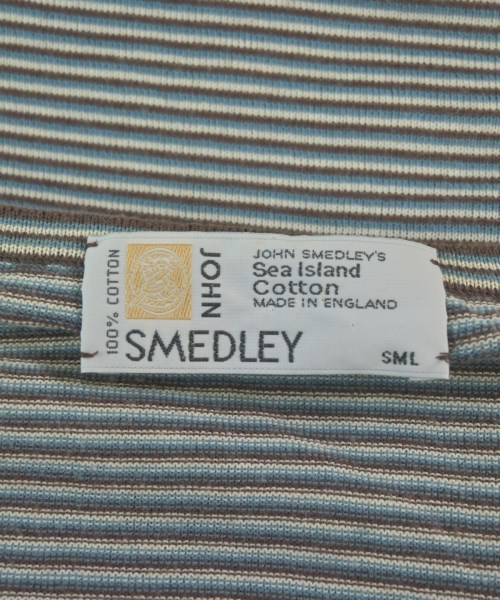 100% COTTON
JOHN
SMEDLEY
JOHN SMEDLEY'S
Sea Island
Cotton
MADE IN ENGLAND
SML